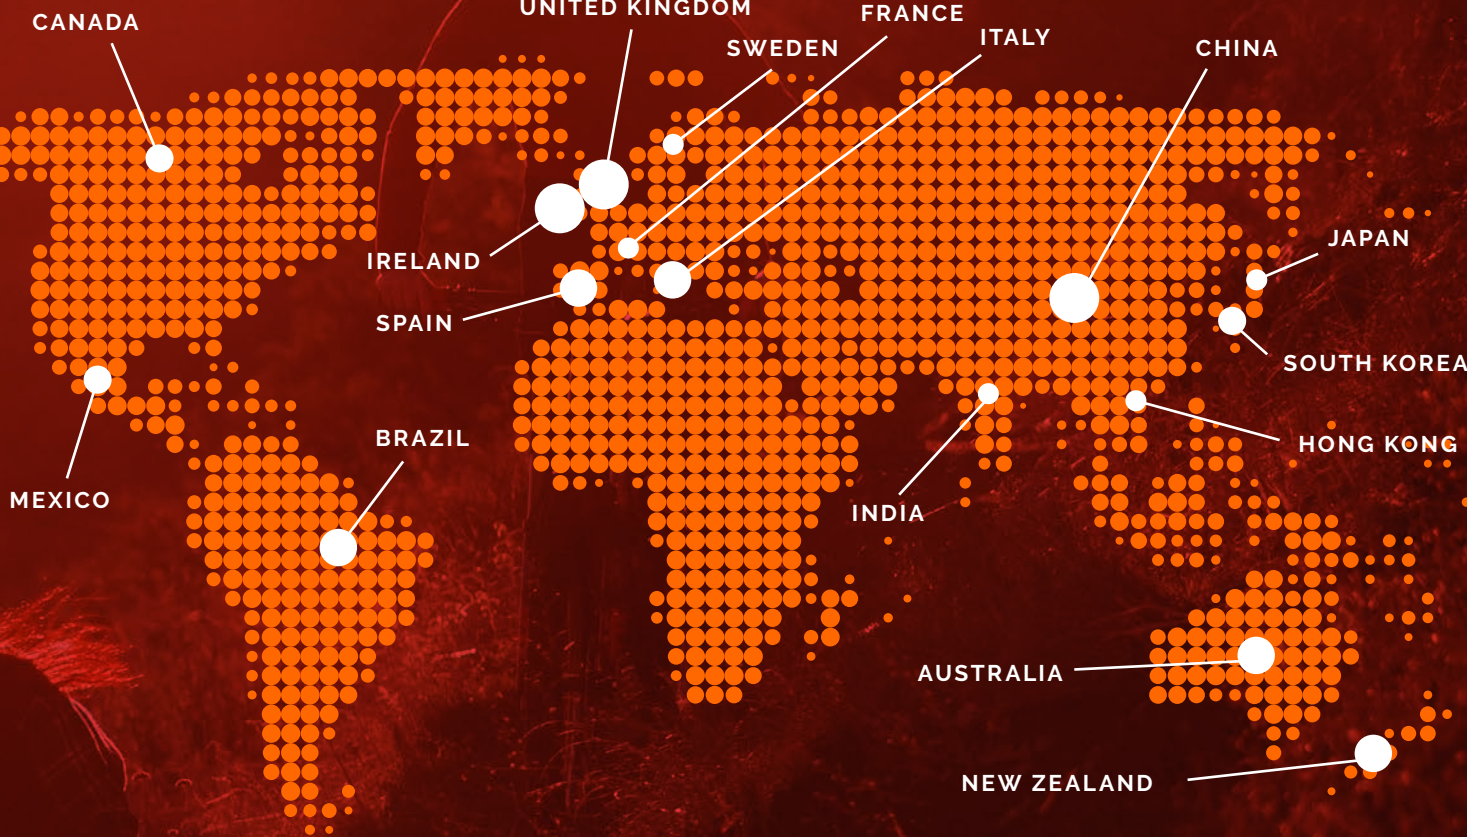 CANADA
UNITED KINGDOM
FRANCE
ITALY
SWEDEN
CHINA
IRELAND
JAPAN
SPAIN
SOUTH KOREA
BRAZIL
HONG KONG
MEXICO
INDIA
AUSTRALIA
NEW ZEALAND